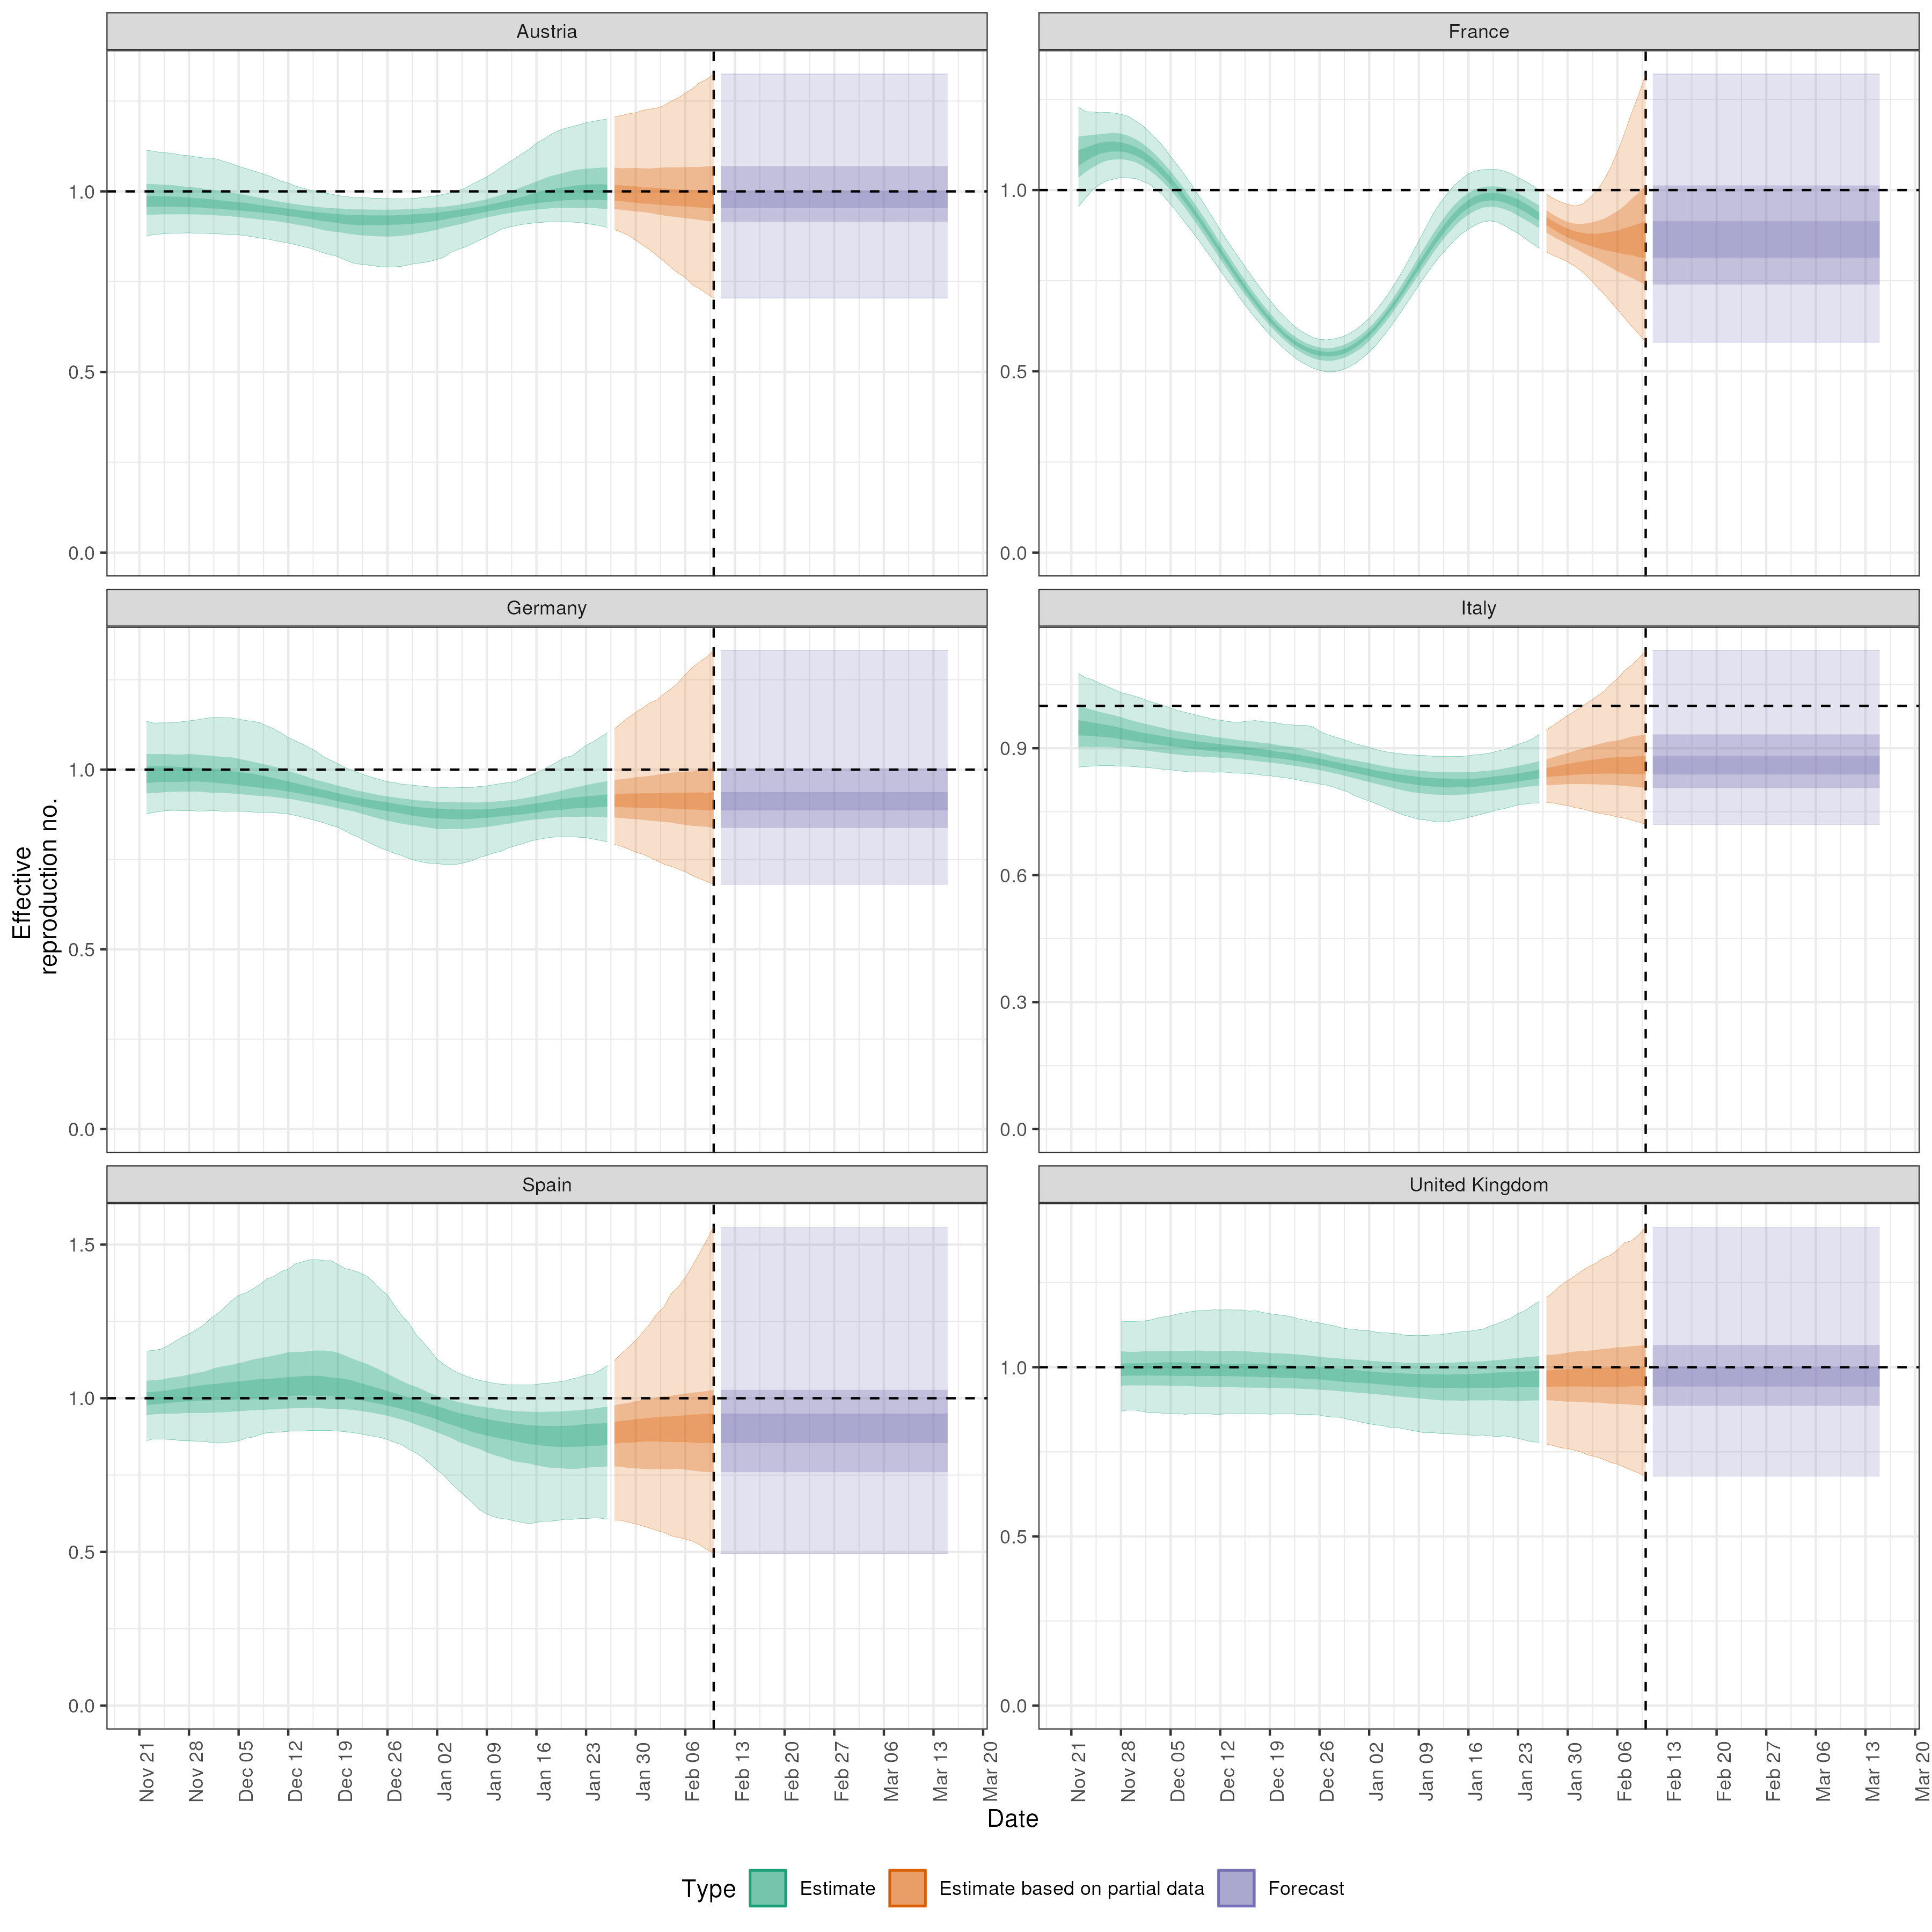 Austria
France
1.0
0.5
0.0
1.0
0.5
0.0
Germany
Italy
1.0
0.5
0.0
0.9
0.6
0.3
0.0
Spain
United Kingdom
1.5
1.0
0.5
0.0
1.0
0.5
0.0
Effective
reproduction no.
Nov 21
Nov 28
Dec 05
Dec 12
Dec 19
Dec 26
Jan 02
Jan 09
Jan 16
Jan 23
Jan 30
Feb 06
Feb 13
Feb 20
Feb 27
Mar 06
Mar 13
Mar 20
Nov 21
Nov 28
Dec 05
Dec 12
Dec 19
Dec 26
Jan 02
Jan 09
Jan 16
Jan 23
Jan 30
Feb 06
Feb 13
Feb 20
Feb 27
Mar 06
Mar 13
Mar 20
Date
Type Estimate Estimate based on partial data Forecast